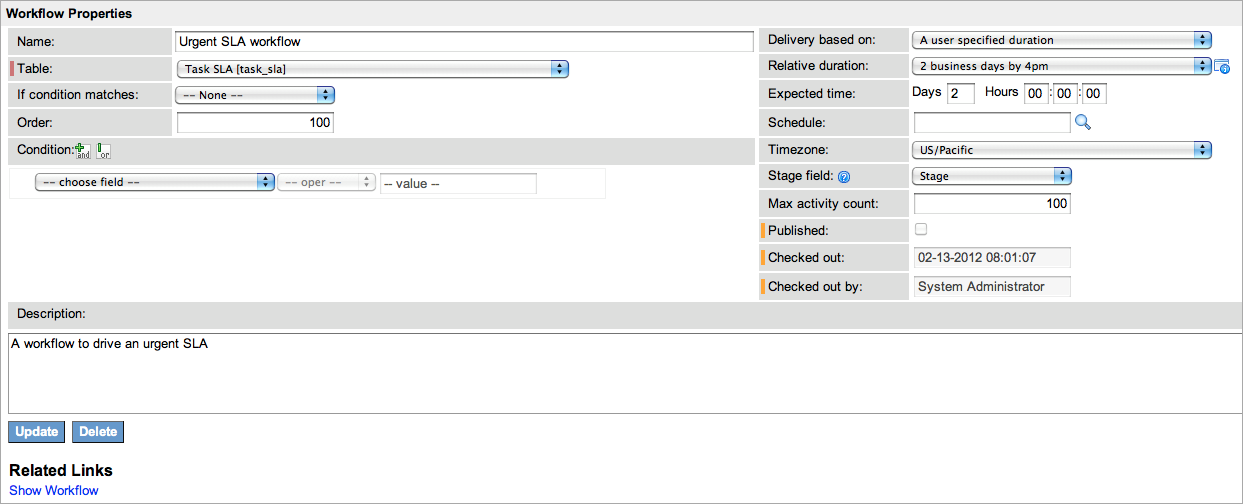 Workflow Properties
Name: Urgent SLA workflow
Table: Task SLA [task_sla]
If condition matches: -- None --
Order: 100
Condition: and or
-- choose field -- -- oper -- -- value --
Delivery based on: A user specified duration
Relative duration: 2 business days by 4pm
Expected time: Days 2 Hours 00 : 00 : 00
Schedule:
Timezone: US/Pacific
Stage field: ? Stage
Max activity count: 100
Published:
Checked out: 02-13-2012 08:01:07
Checked out by: System Administrator
Description:
A workflow to drive an urgent SLA
Update Delete
Related Links
Show Workflow